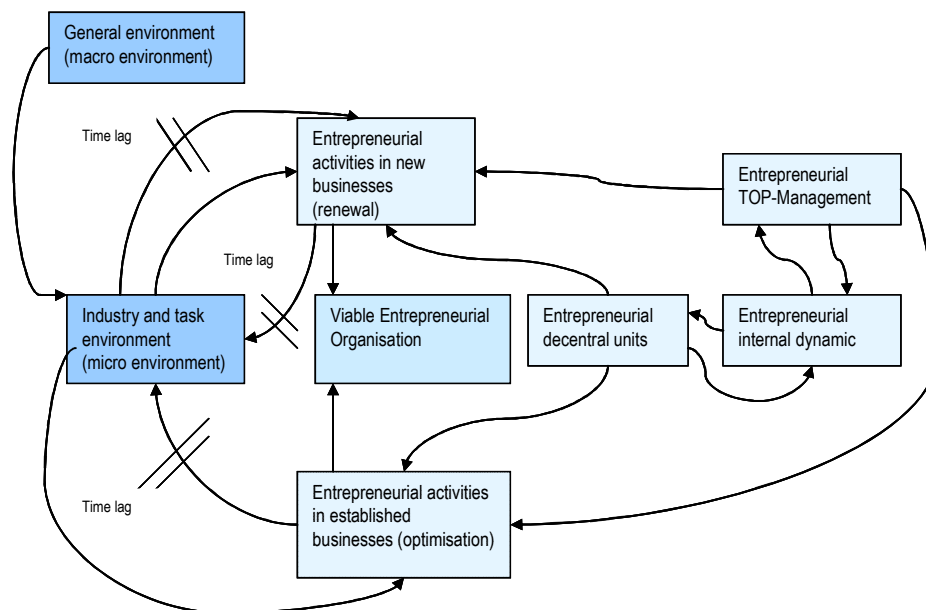 General environment
(macro environment)
Time lag
Entrepreneurial
activities in new
businesses
(renewal)
Entrepreneurial
TOP-Management
Time lag
Industry and task
environment
(micro environment)
Viable Entrepreneurial
Organisation
Entrepreneurial
decentral units
Entrepreneurial
internal dynamic
Time lag
Entrepreneurial activities
in established
businesses (optimisation)